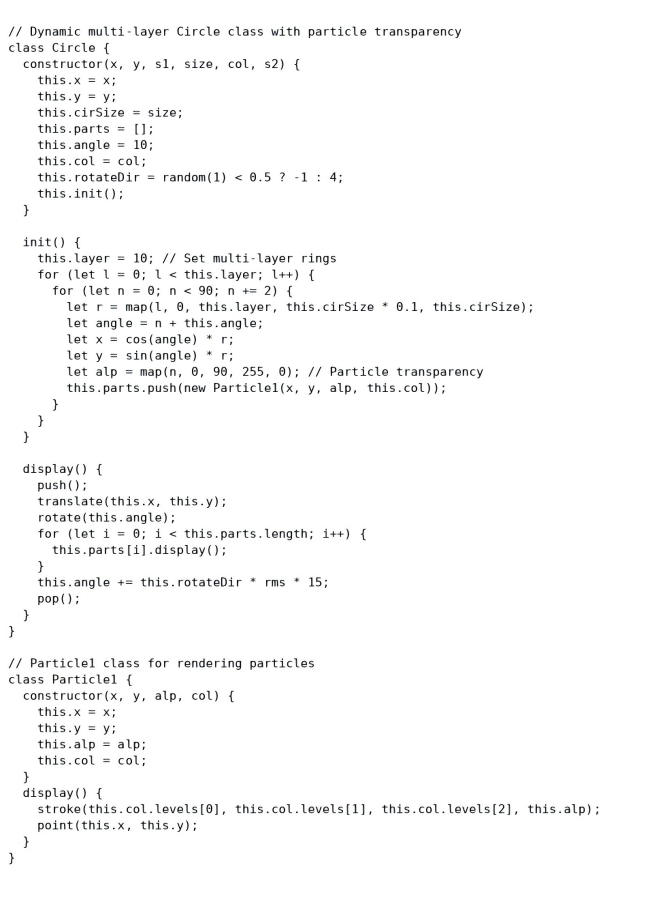 // Dynamic multi-layer Circle class with particle transparency
class Circle {
  constructor(x, y, s1, size, col, s2) {
    this.x = x;
    this.y = y;
    this.cirSize = size;
    this.parts = [];
    this.angle = 10;
    this.col = col;
    this.rotateDir = random(1) < 0.5 ? -1 : 4;
    this.init();
  }

  init() {
    this.layer = 10; // Set multi-layer rings
    for (let l = 0; l < this.layer; l++) {
      for (let n = 0; n < 90; n += 2) {
        let r = map(l, 0, this.layer, this.cirSize * 0.1, this.cirSize);
        let angle = n + this.angle;
        let x = cos(angle) * r;
        let y = sin(angle) * r;
        let alp = map(n, 0, 90, 255, 0); // Particle transparency
        this.parts.push(new Particle1(x, y, alp, this.col));
      }
    }
  }

  display() {
    push();
    translate(this.x, this.y);
    rotate(this.angle);
    for (let i = 0; i < this.parts.length; i++) {
      this.parts[i].display();
    }
    this.angle += this.rotateDir * rms * 15;
    pop();
  }
}

// Particle1 class for rendering particles
class Particle1 {
  constructor(x, y, alp, col) {
    this.x = x;
    this.y = y;
    this.alp = alp;
    this.col = col;
  }
  display() {
    stroke(this.col.levels[0], this.col.levels[1], this.col.levels[2], this.alp);
    point(this.x, this.y);
  }
}